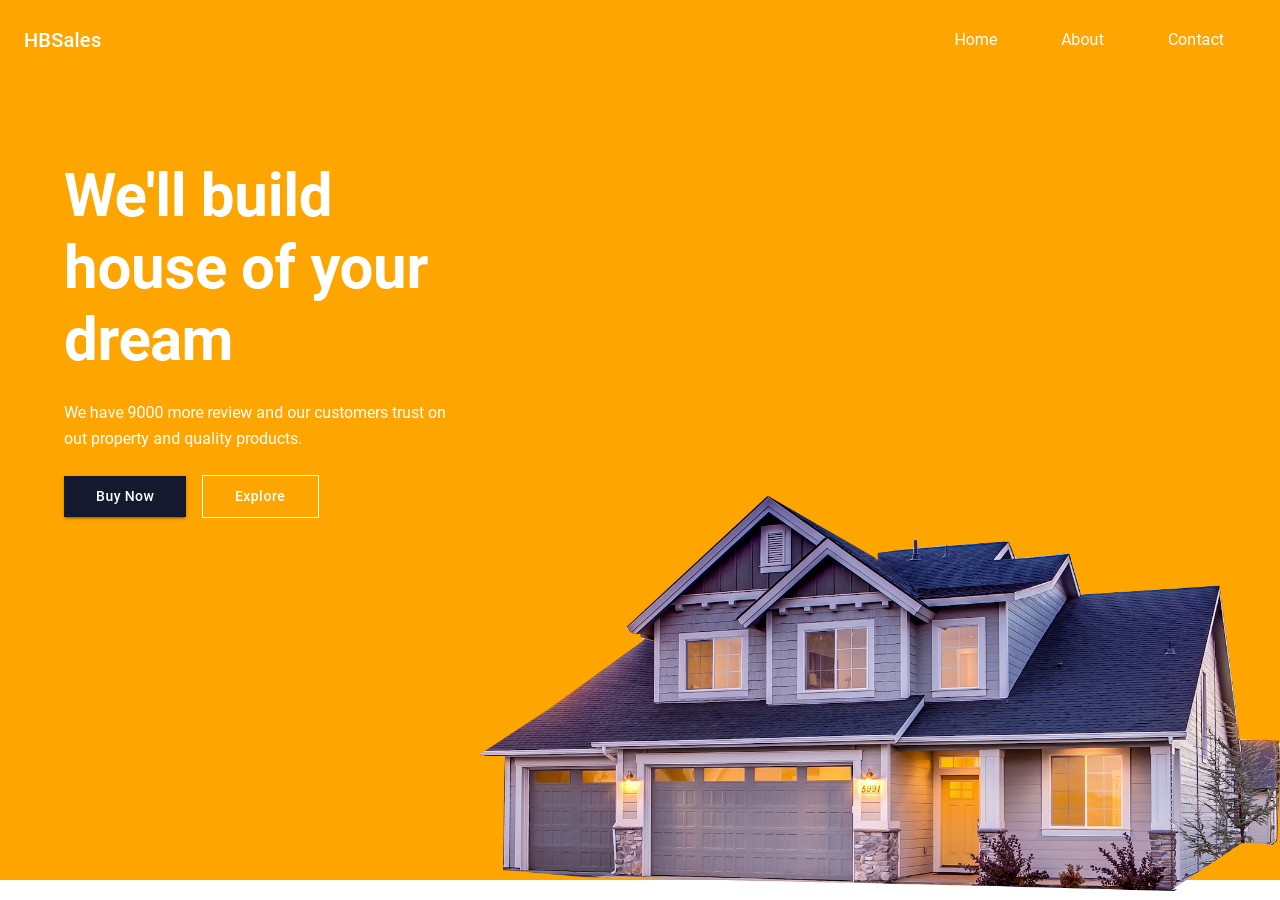 HBSales
Home
About
Contact
We'll build
house of your
dream
We have 9000 more review and our customers trust on
out property and quality products.
Buy Now
Explore
5991